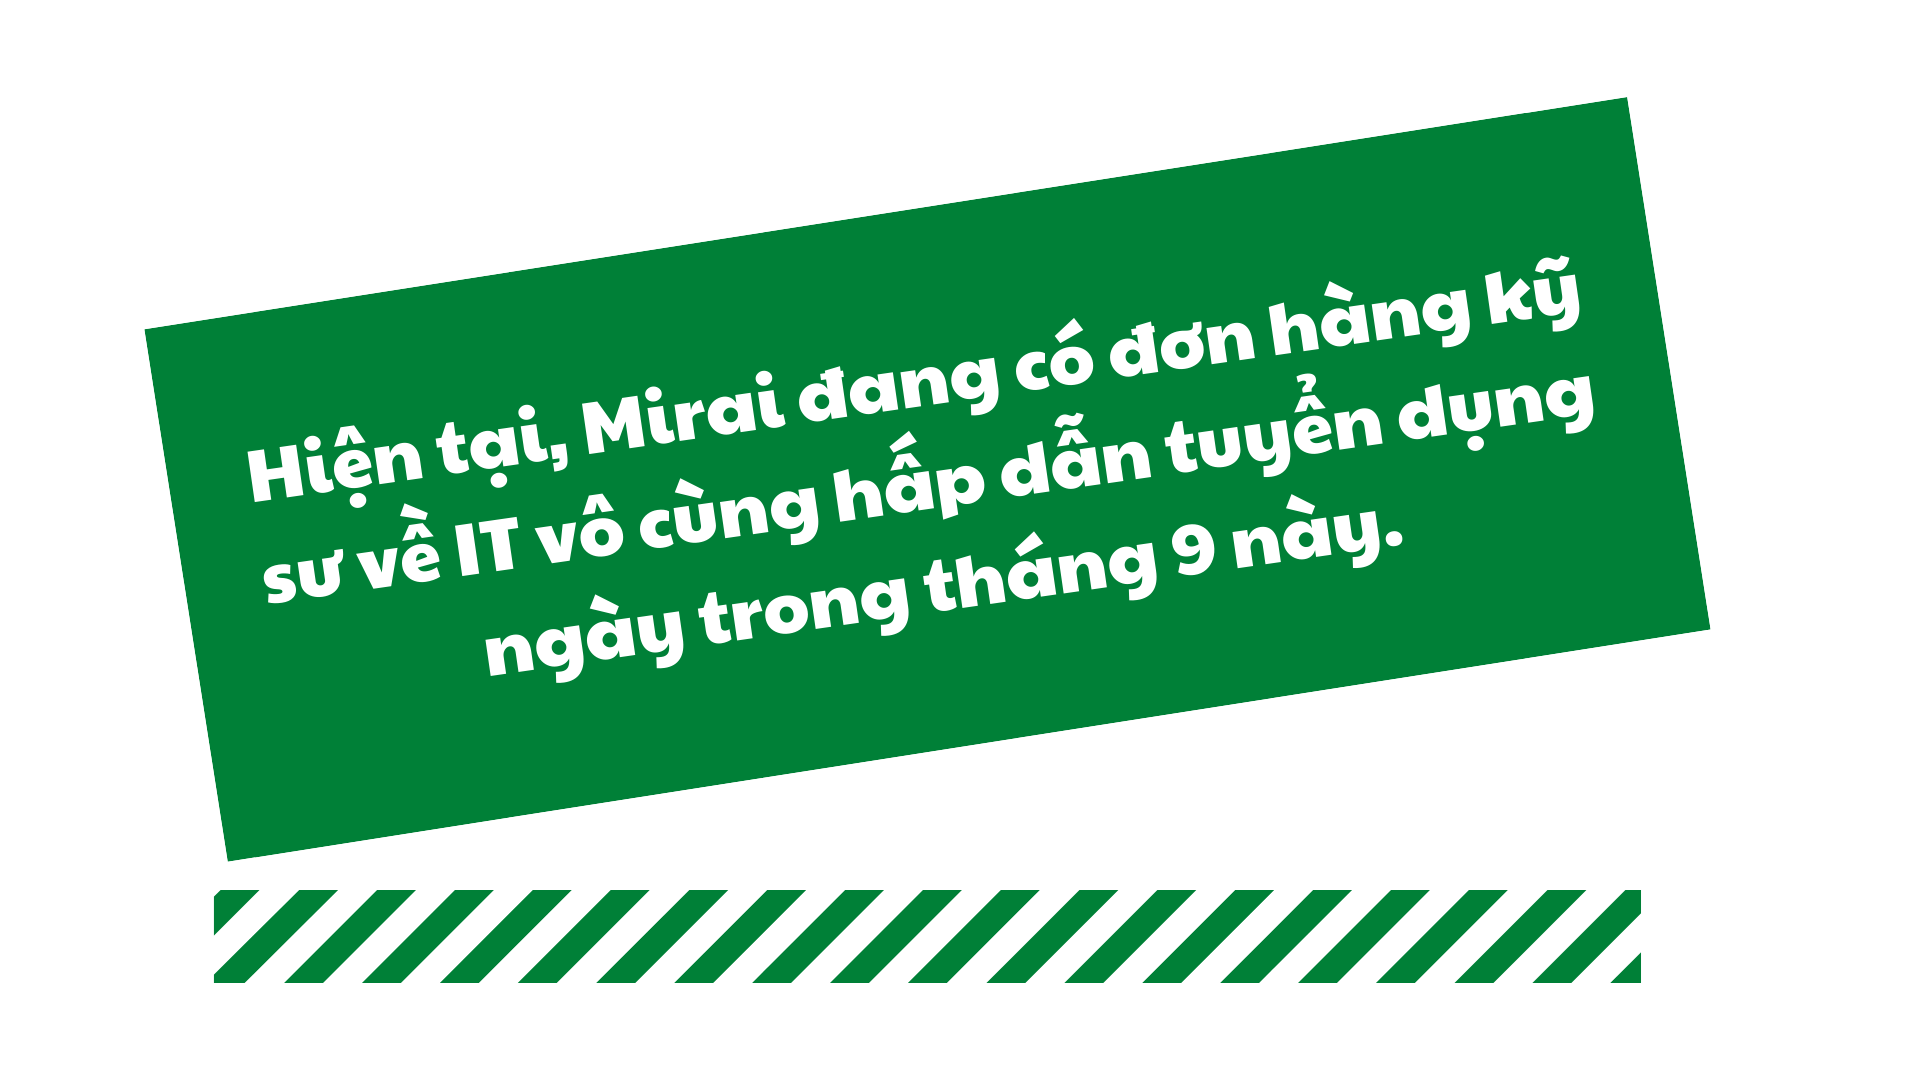 Hiện tại, Mirai đang có đơn hàng kỹ
sư về IT vô cùng hấp dẫn tuyển dụng
ngày trong tháng 9 này.